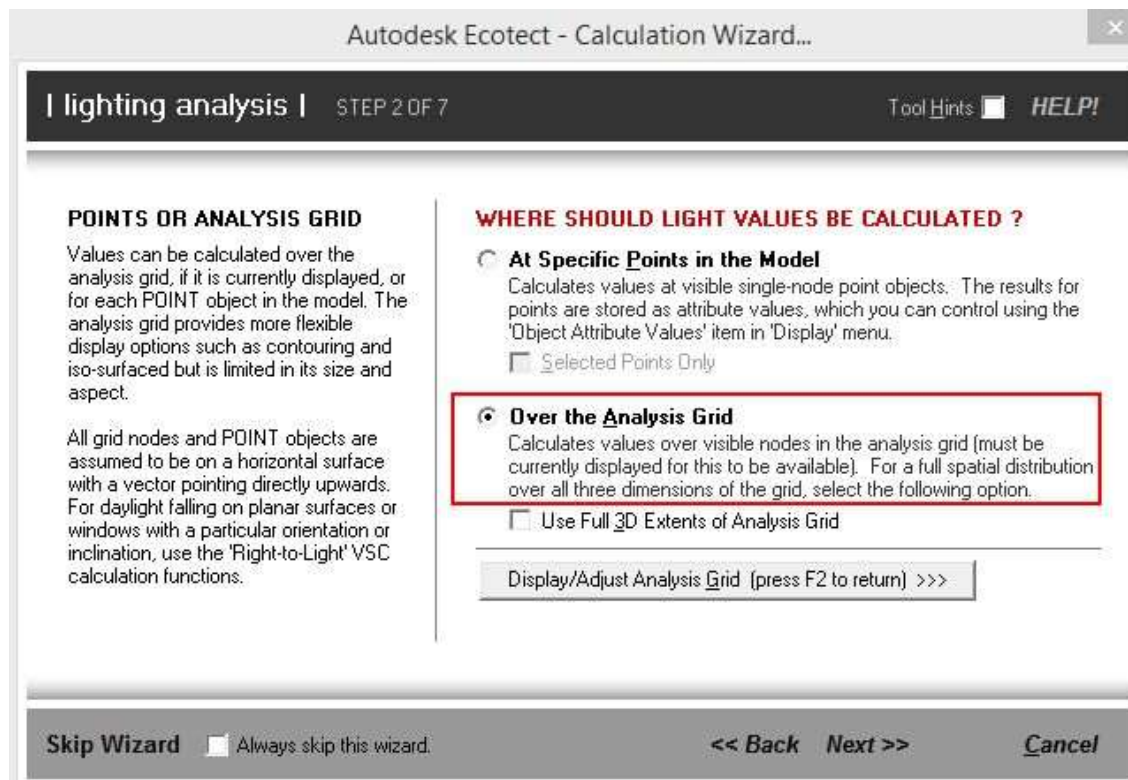 Autodesk Ecotect - Calculation Wizard...
| lighting analysis | STEP 2 OF 7
Tool Hints HELP!
POINTS OR ANALYSIS GRID
Values can be calculated over the
analysis grid, if it is currently displayed, or
for each POINT object in the model. The
analysis grid provides more flexible
display options such as contouring and
iso-surfaced but is limited in its size and
aspect.
All grid nodes and POINT objects are
assumed to be on a horizontal surface
with a vector pointing directly upwards.
For daylight falling on planar surfaces or
windows with a particular orientation or
inclination, use the 'Right-to-Light' VSC
calculation functions.
WHERE SHOULD LIGHT VALUES BE CALCULATED ?
At Specific Points in the Model
Calculates values at visible single-node point objects. The results for
points are stored as attribute values, which you can control using the
'Object Attribute Values' item in 'Display' menu.
Selected Points Only
Over the Analysis Grid
Calculates values over visible nodes in the analysis grid (must be
currently displayed for this to be available). For a full spatial distribution
over all three dimensions of the grid, select the following option.
Use Full 3D Extents of Analysis Grid
Display/Adjust Analysis Grid (press F2 to return) >>>
Skip Wizard Always skip this wizard.
<< Back Next >> Cancel